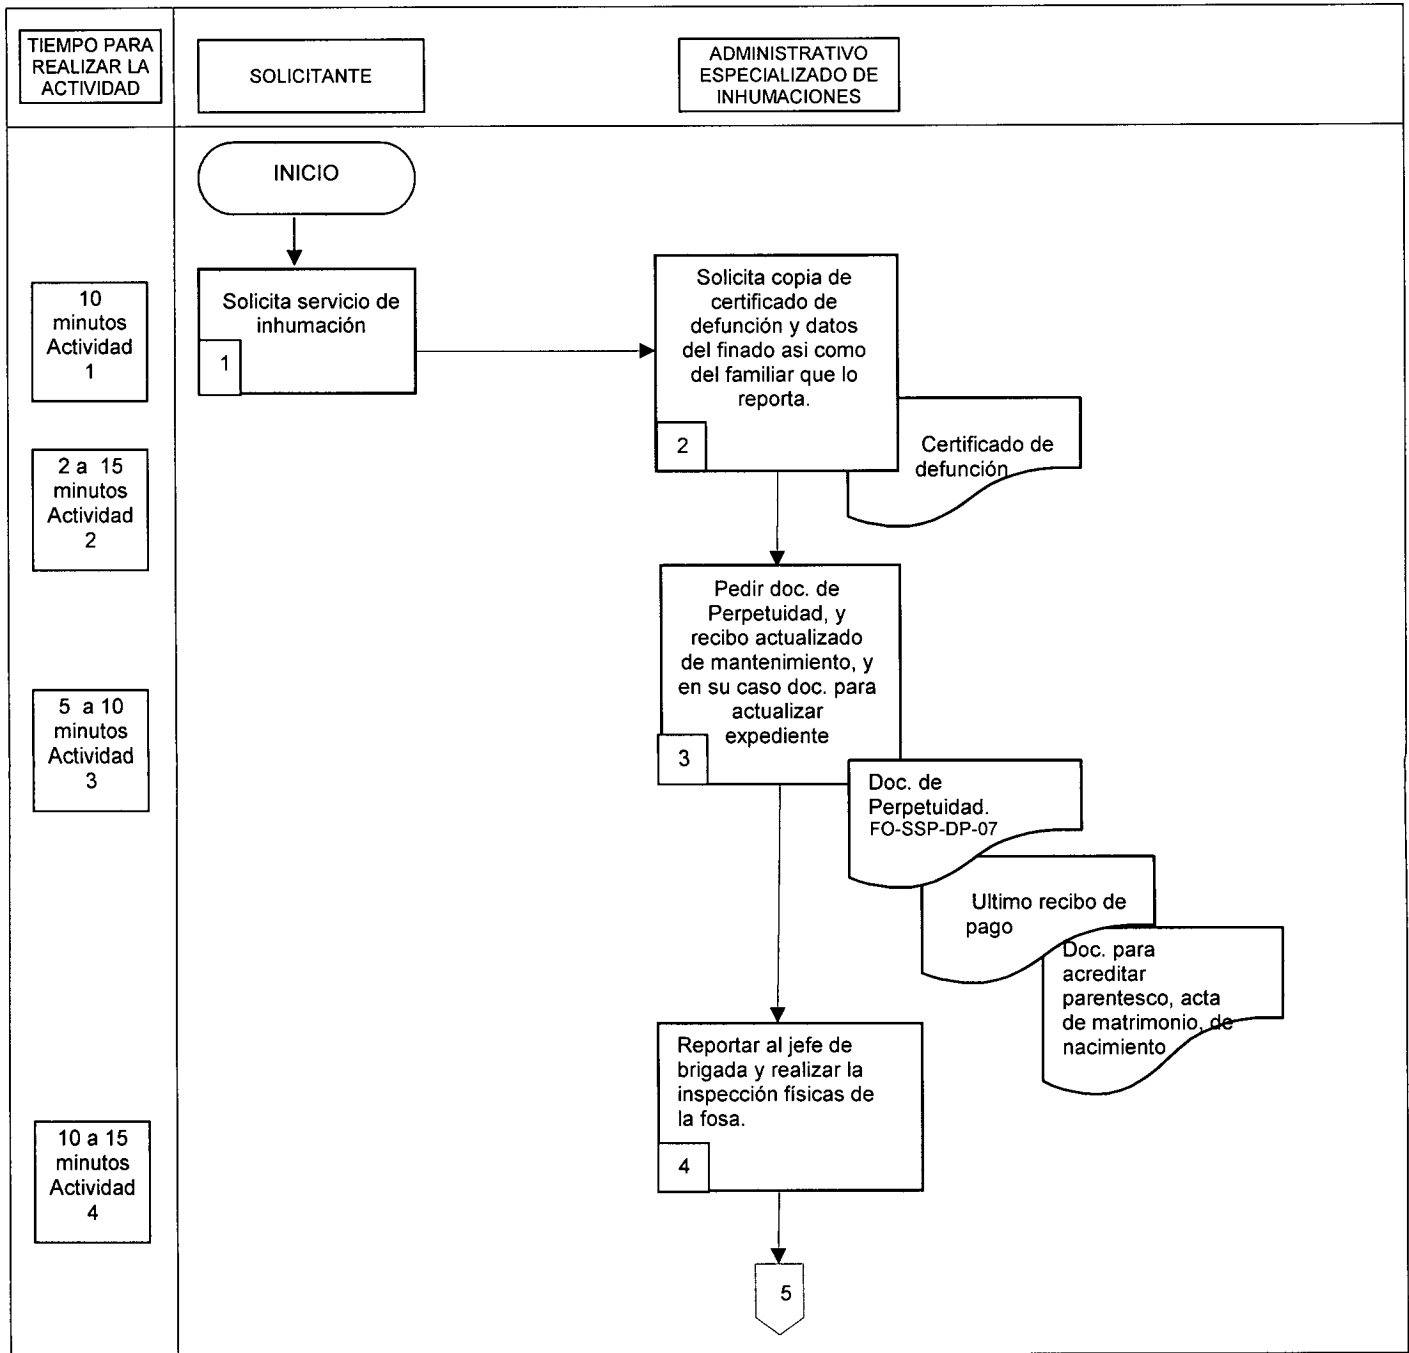 TIEMPO PARA
REALIZAR LA
ACTIVIDAD
SOLICITANTE
ADMINISTRATIVO
ESPECIALIZADO DE
INHUMACIONES
INICIO
10
minutos
Actividad
1
Solicita servicio de
inhumación
1
Solicita copia de
certificado de
defunción y datos
del finado asi como
del familiar que lo
reporta.
2
Certificado de
defunción
2 a 15
minutos
Actividad
2
Pedir doc. de
Perpetuidad, y
recibo actualizado
de mantenimiento, y
en su caso doc. para
actualizar
expediente
3
5 a 10
minutos
Actividad
3
Doc. de
Perpetuidad.
FO-SSP-DP-07
Ultimo recibo de
pago
Doc. para
acreditar
parentesco, acta
de matrimonio, de
nacimiento
Reportar al jefe de
brigada y realizar la
inspección físicas de
la fosa.
4
10 a 15
minutos
Actividad
4
5